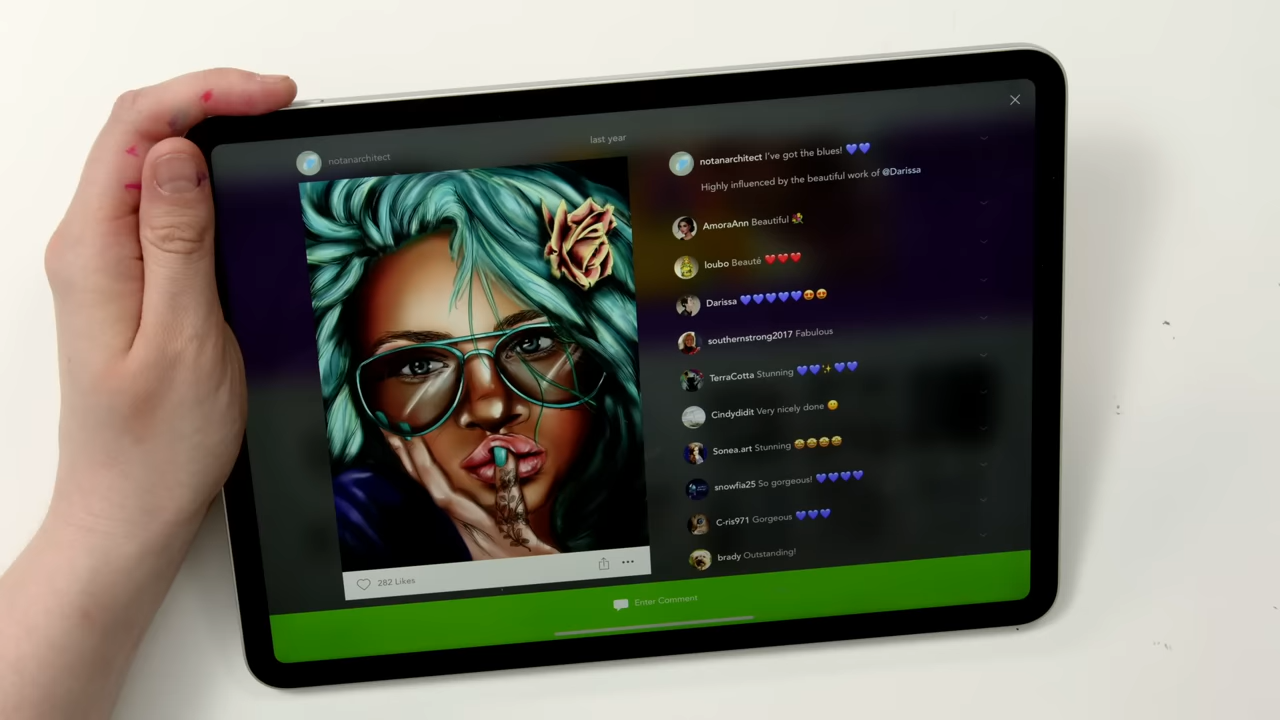 last year
notanarchitect
282 Likes
notanarchitect I've got the blues! 💙💙
Highly influenced by the beautiful work of @Darissa
AmoraAnn Beautiful 💐
loubo Beauté ❤️❤️❤️
Darissa 💙💙💙💙💙😍😍
southernstrong2017 Fabulous
TerraCotta Stunning 💙💙✨💙💙
Cindydidit Very nicely done 🙂
Sonea.art Stunning 🤩🤩🤩🤩
snowfia25 So gorgeous! 💙💙💙💙
C-ris971 Gorgeous 💙💙💙
brady Outstanding!
Enter Comment